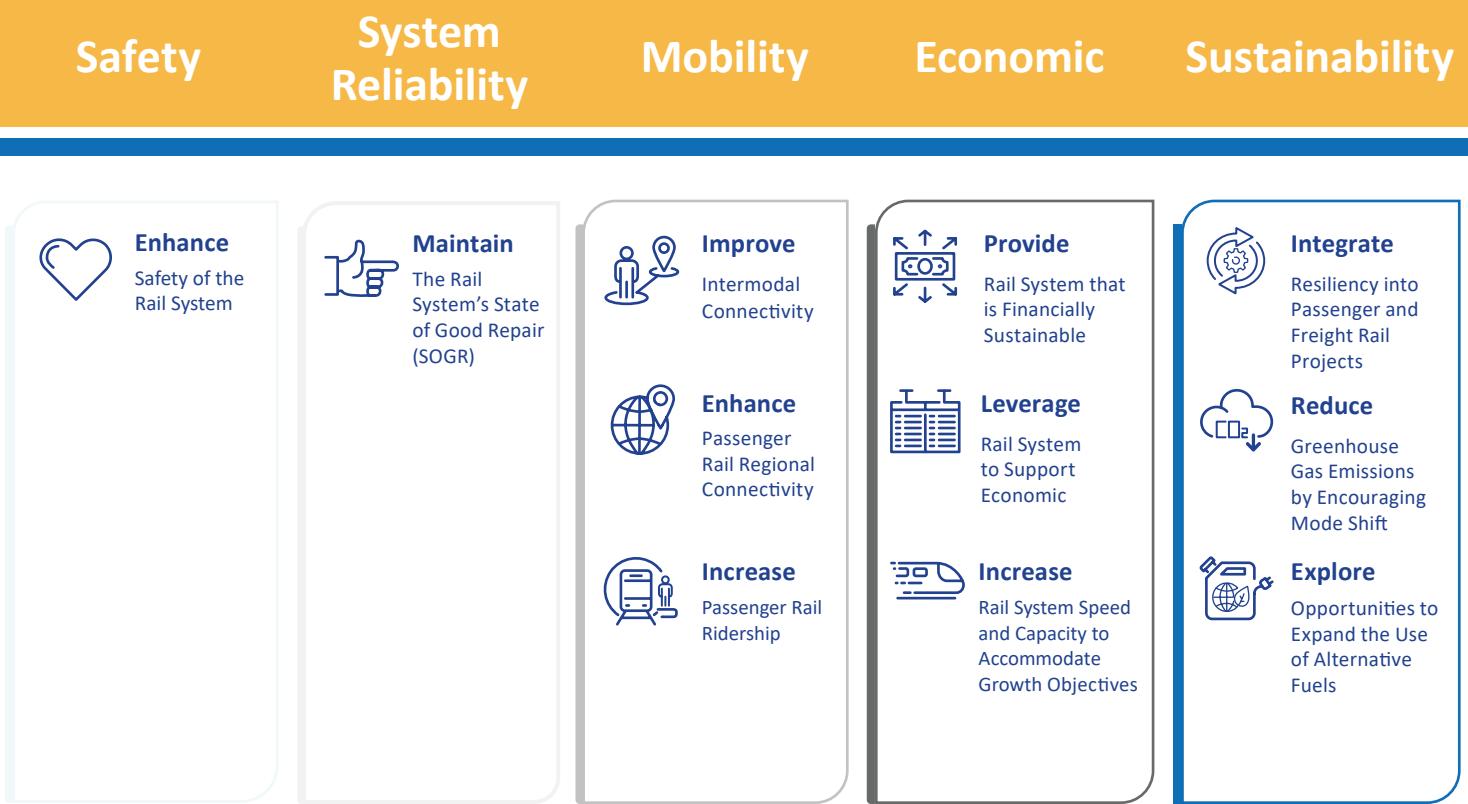 Safety
System
Reliability
Mobility
Economic
Sustainability
Enhance
Safety of the
Rail System
Maintain
The Rail
System's State
of Good Repair
(SOGR)
Improve
Intermodal
Connectivity
Enhance
Passenger
Rail Regional
Connectivity
Increase
Passenger Rail
Ridership
Provide
Rail System that
is Financially
Sustainable
Leverage
Rail System
to Support
Economic
Increase
Rail System Speed
and Capacity to
Accommodate
Growth Objectives
Integrate
Resiliency into
Passenger and
Freight Rail
Projects
CO₂
Reduce
Greenhouse
Gas Emissions
by Encouraging
Mode Shift
Explore
Opportunities to
Expand the Use
of Alternative
Fuels